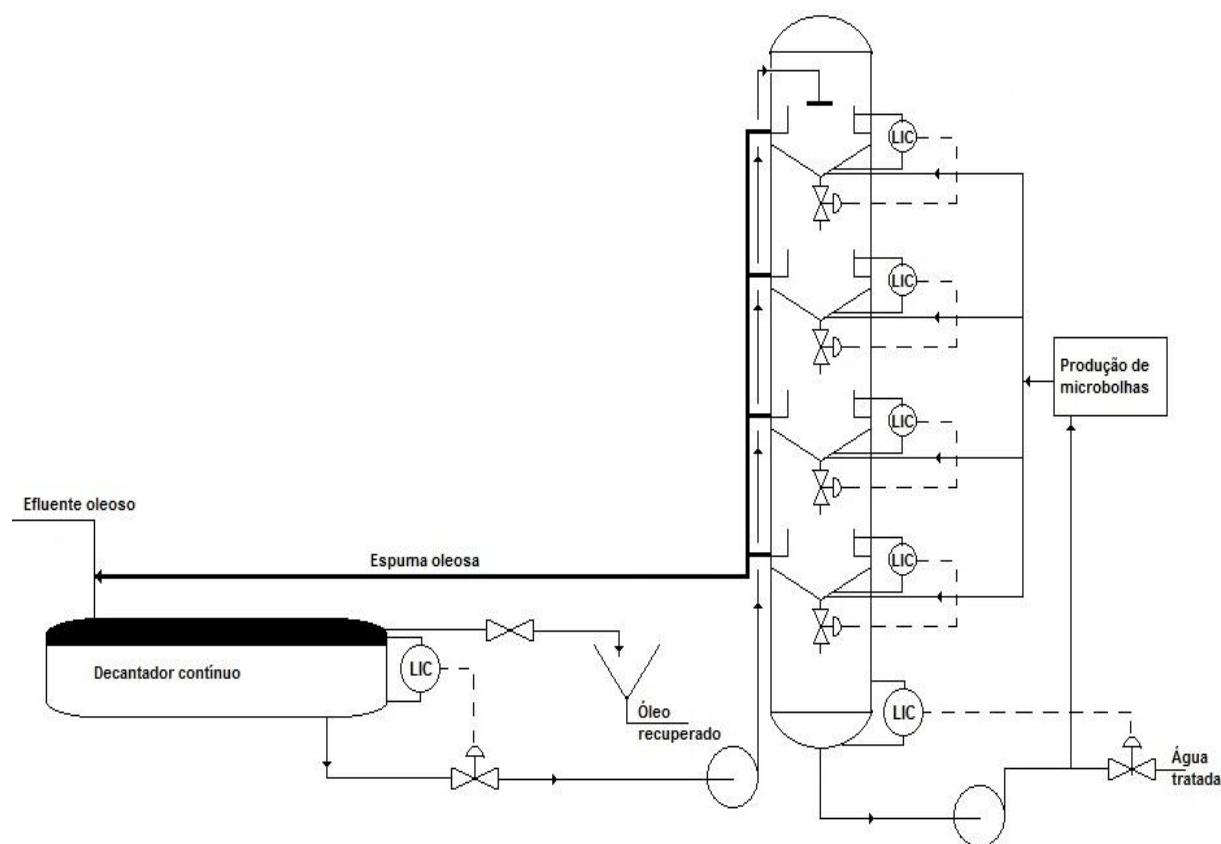 LIC
LIC
Produção de
microbolhas
LIC
Efluente oleoso
Espuma oleosa
LIC
Decantador contínuo
LIC
Óleo
recuperado
LIC
Água
tratada